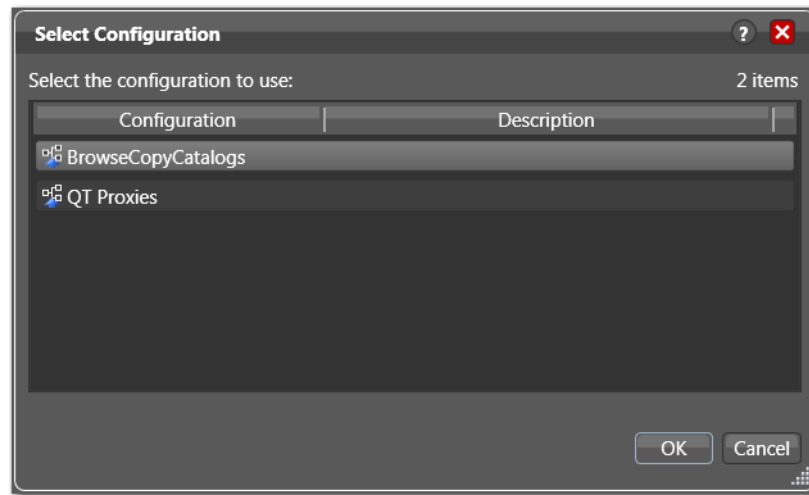 Select Configuration ?
Select the configuration to use: 2 items
Configuration Description
BrowseCopyCatalogs
QT Proxies
OK Cancel